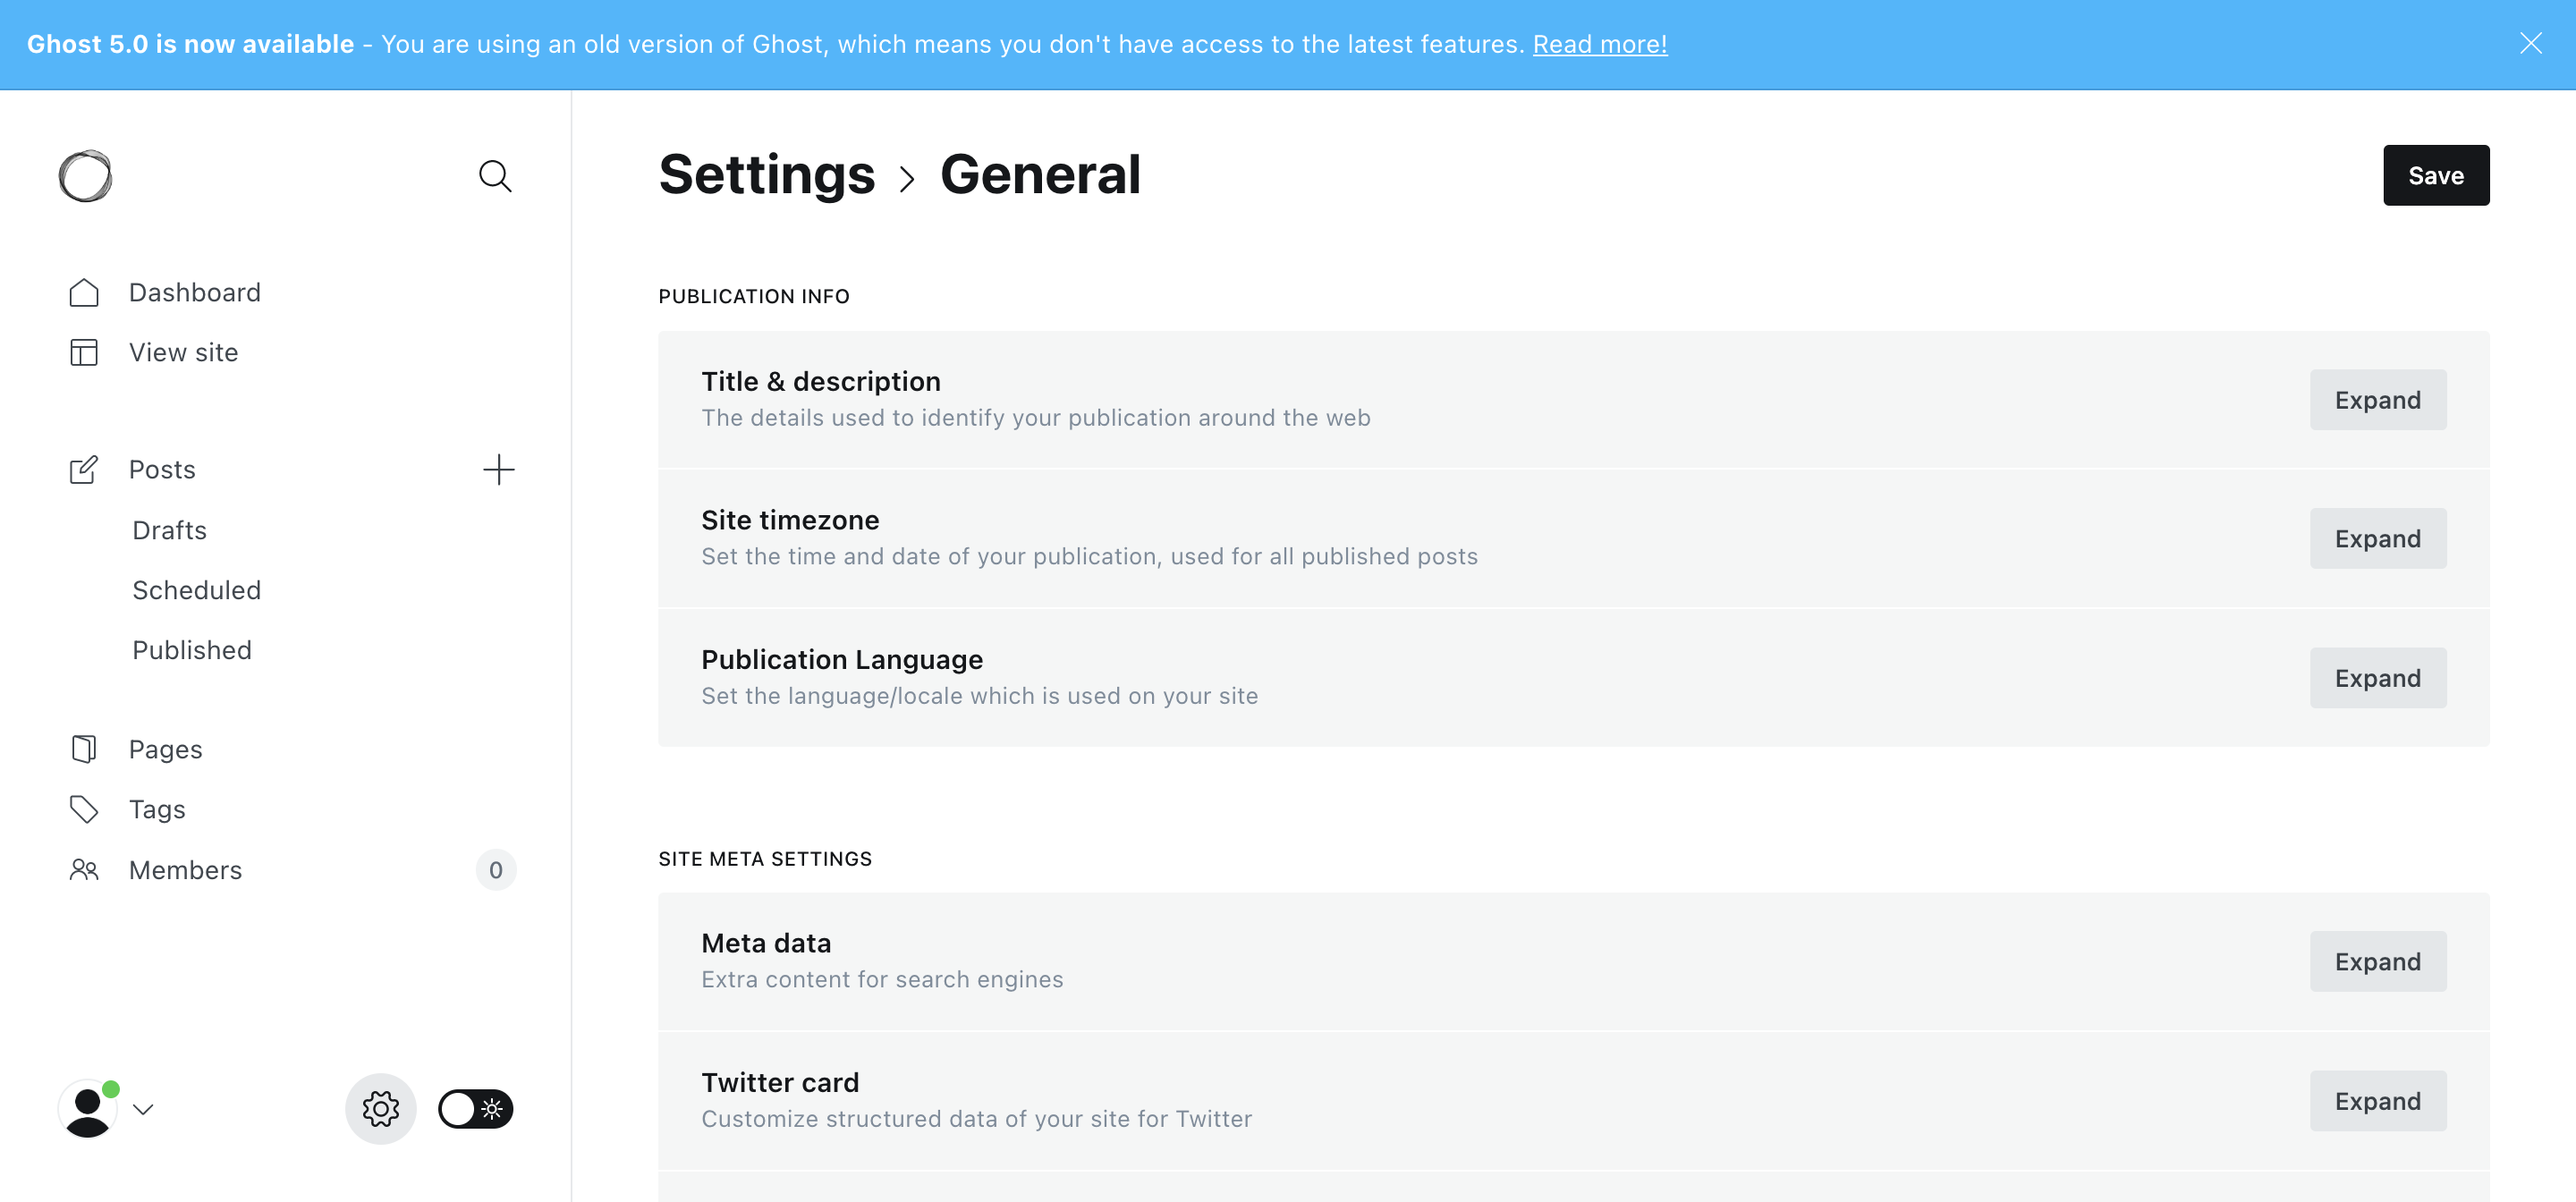 Ghost 5.0 is now available - You are using an old version of Ghost, which means you don't have access to the latest features. Read more!
Dashboard
View site
Posts
Drafts
Scheduled
Published
Pages
Tags
Members
0
Settings > General
Save
PUBLICATION INFO
Title & description
The details used to identify your publication around the web
Expand
Site timezone
Set the time and date of your publication, used for all published posts
Expand
Publication Language
Set the language/locale which is used on your site
Expand
SITE META SETTINGS
Meta data
Extra content for search engines
Expand
Twitter card
Customize structured data of your site for Twitter
Expand